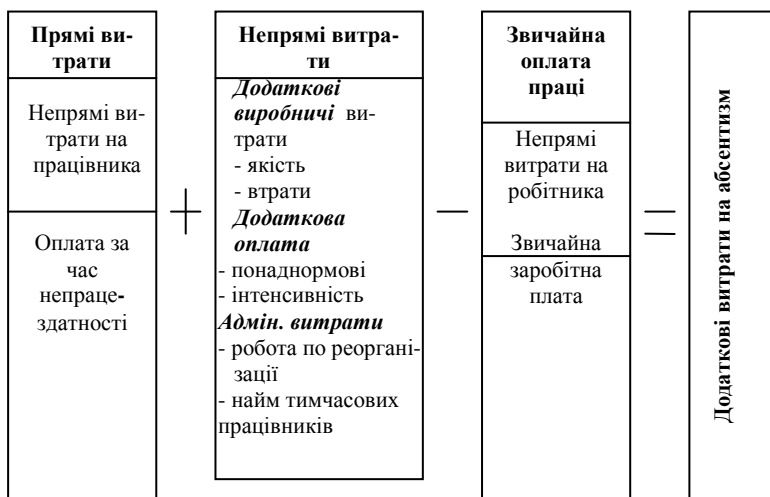 Прямі ви-
трати
Непрямі ви-
трати на
працівника
Оплата за
час
непраце-
здатності
+
Непрямі витра-
ти
Додаткові
виробничі ви-
трати
- якість
- втрати
Додаткова
оплата
- понаднормові
- інтенсивність
Адмін. витрати
- робота по реоргані-
зації
- найм тимчасових
працівників
−
Звичайна
оплата
праці
Непрямі
витрати на
робітника
Звичайна
заробітна
плата
=
Додаткові витрати на абсентизм